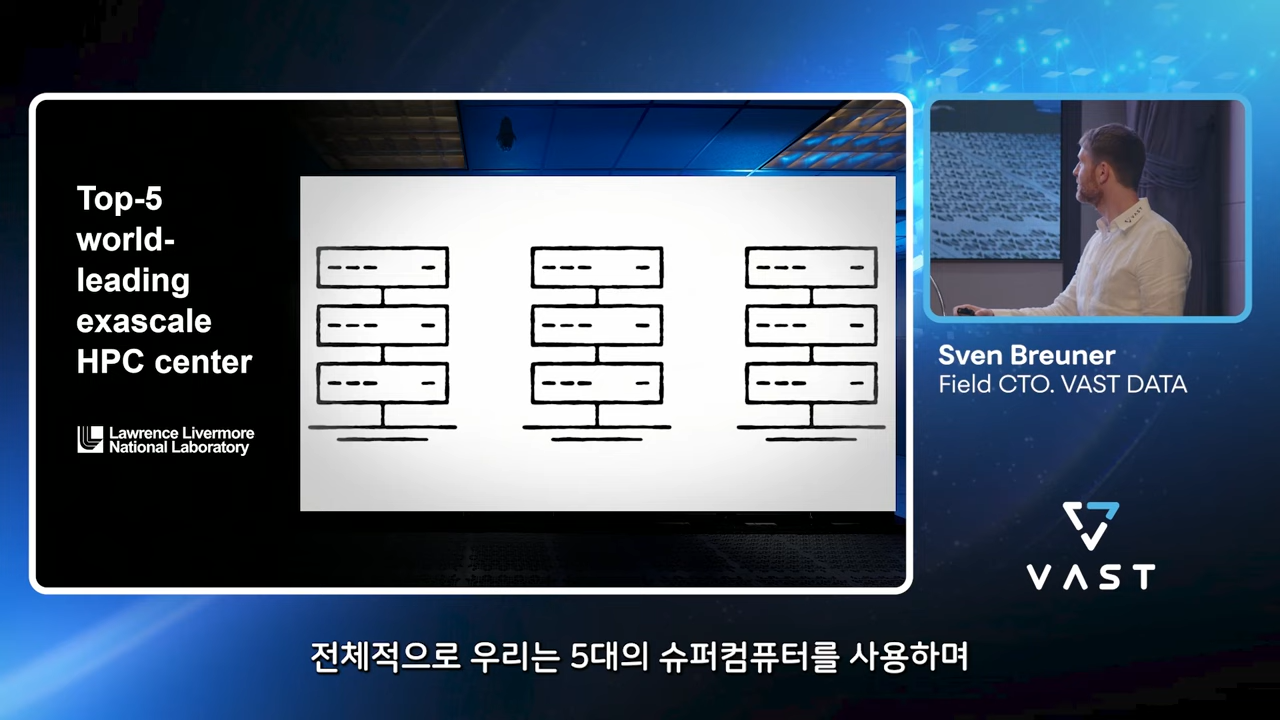 Top-5
world-
leading
exascale
HPC center
Lawrence Livermore
National Laboratory
Sven Breuner
Field CTO. VAST DATA
VAST
전체적으로 우리는 5대의 슈퍼컴퓨터를 사용하며